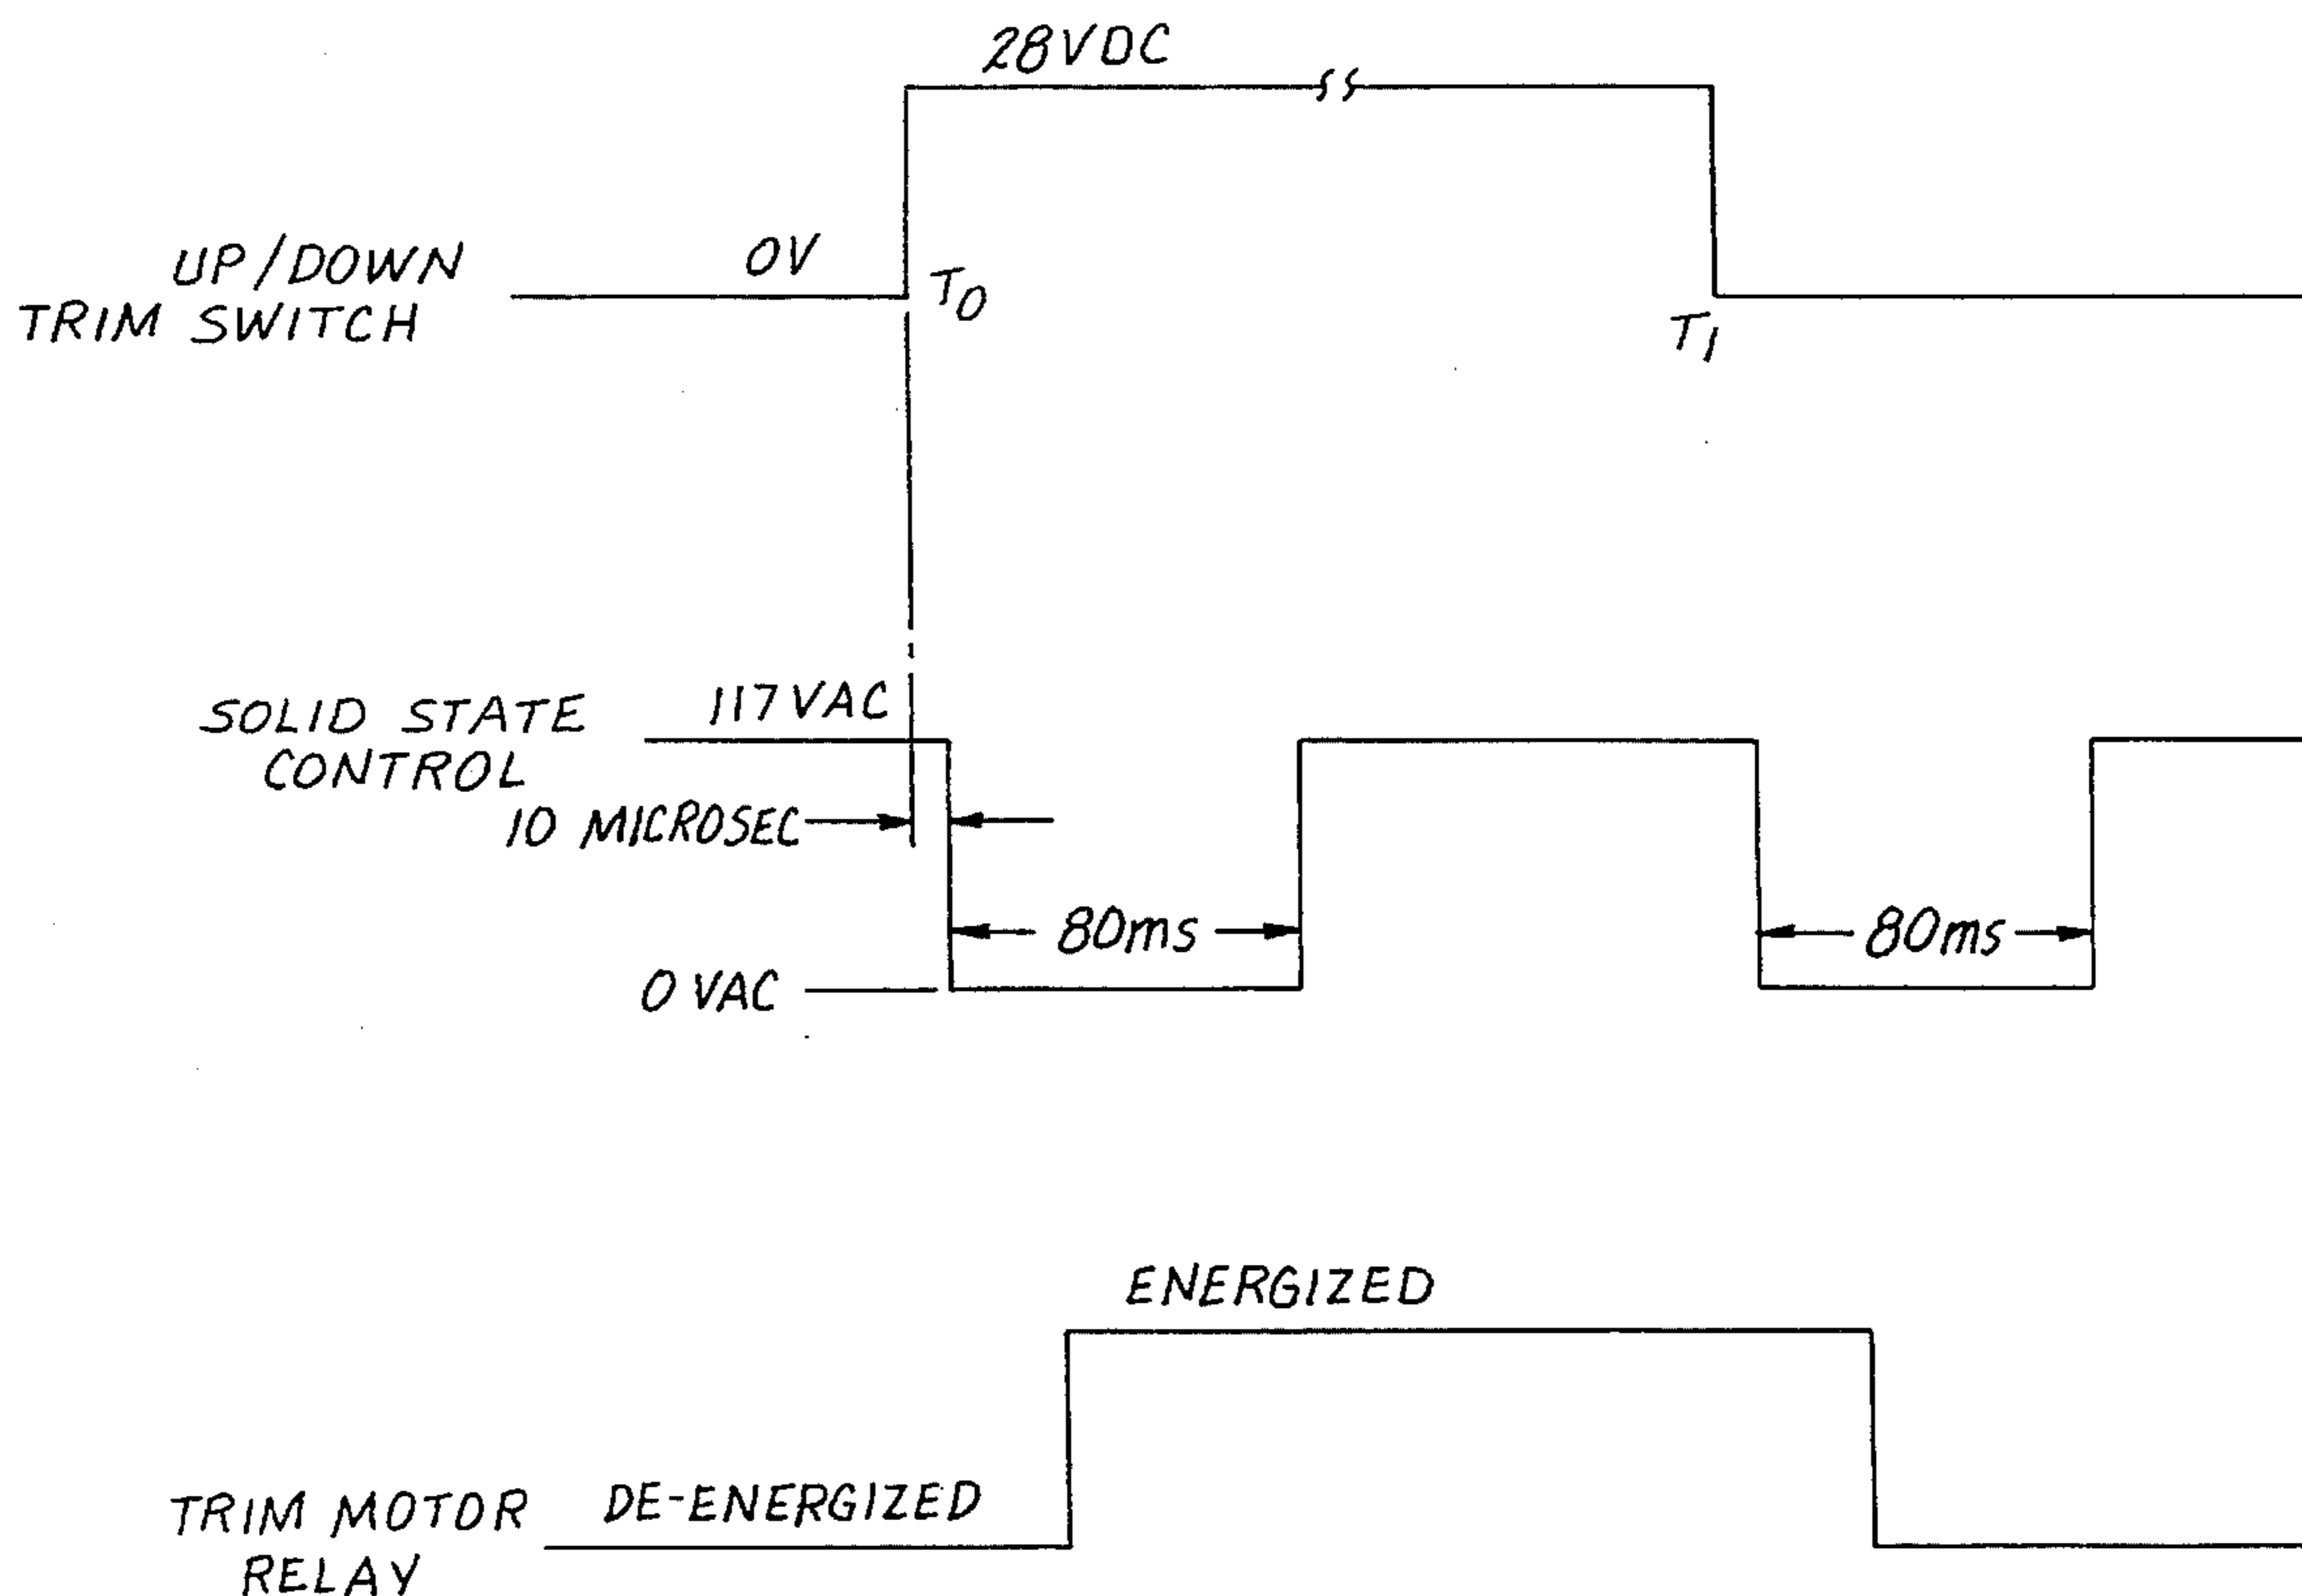 28VDC
0V
T0
UP/DOWN
TRIM SWITCH
T1
SOLID STATE
CONTROL
117VAC
10 MICROSEC
80ms
80ms
0 VAC
ENERGIZED
TRIM MOTOR
RELAY
DE-ENERGIZED